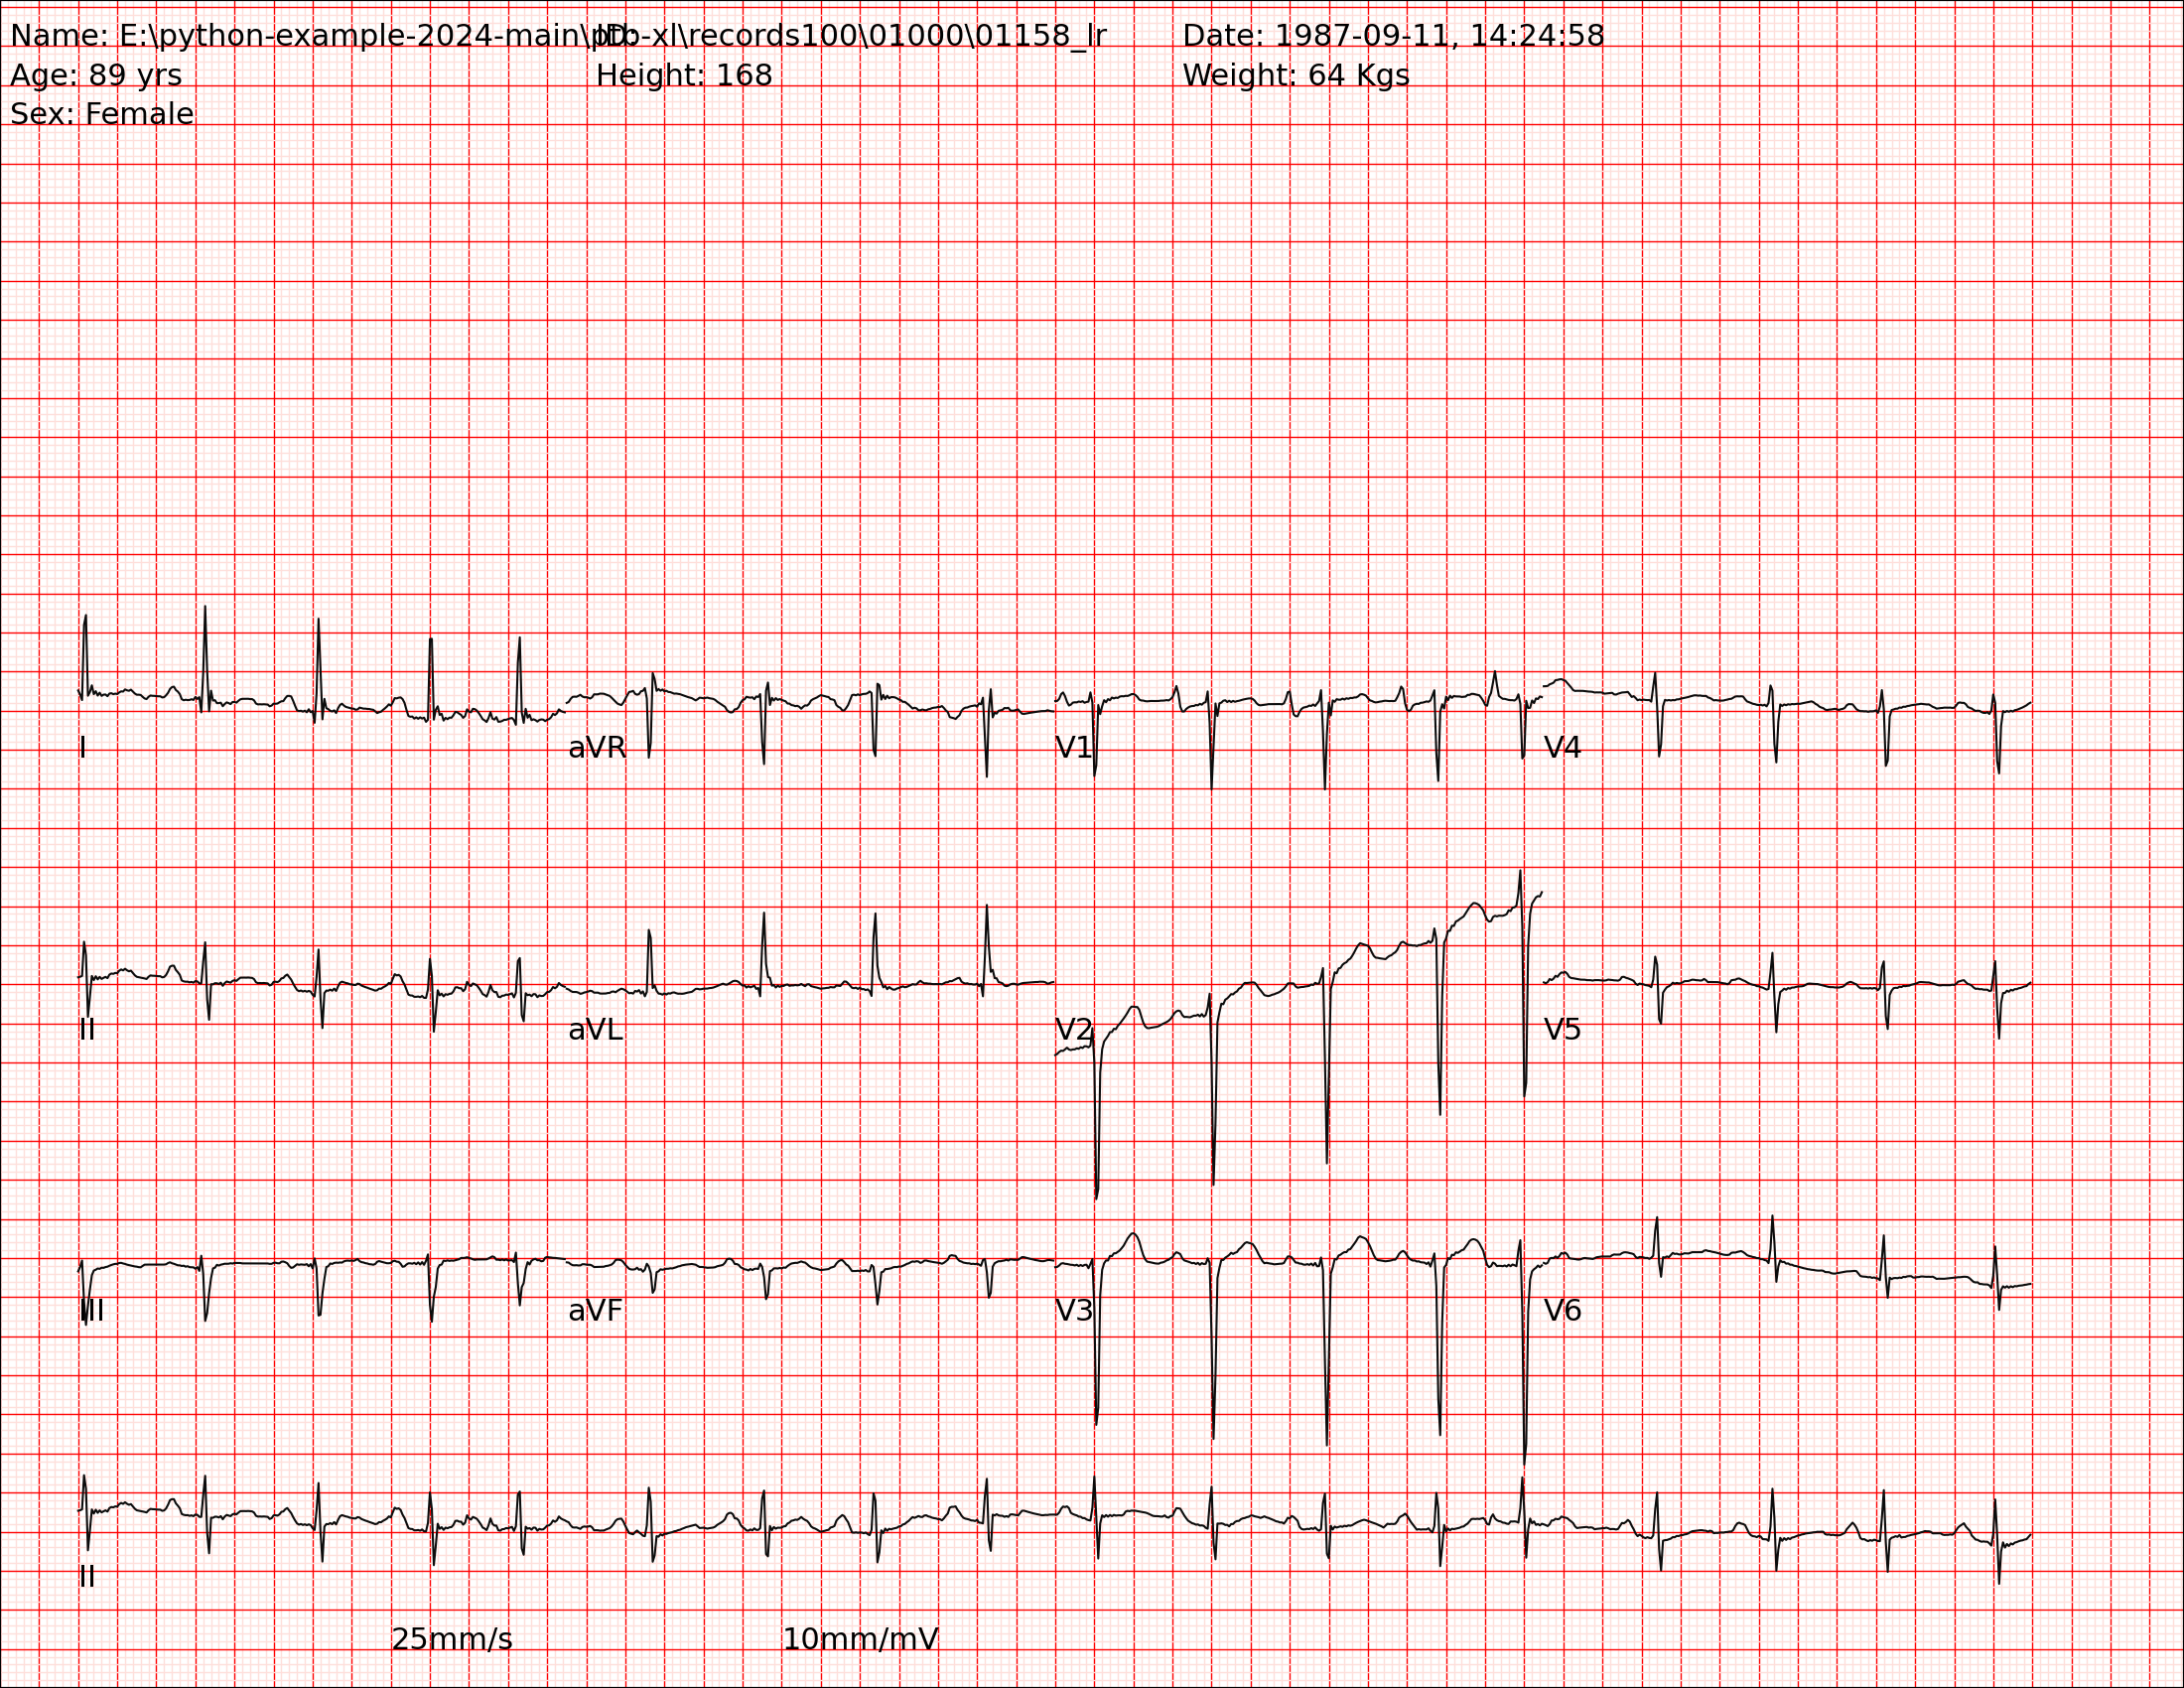 Name: E:\python-example-2024-main\ptb-xl\records100\01000\01158_lr ID: Date: 1987-09-11, 14:24:58
Age: 89 yrs Height: 168 Weight: 64 Kgs
Sex: Female
I aVR V1 V4
II aVL V2 V5
III aVF V3 V6
II
25mm/s 10mm/mV